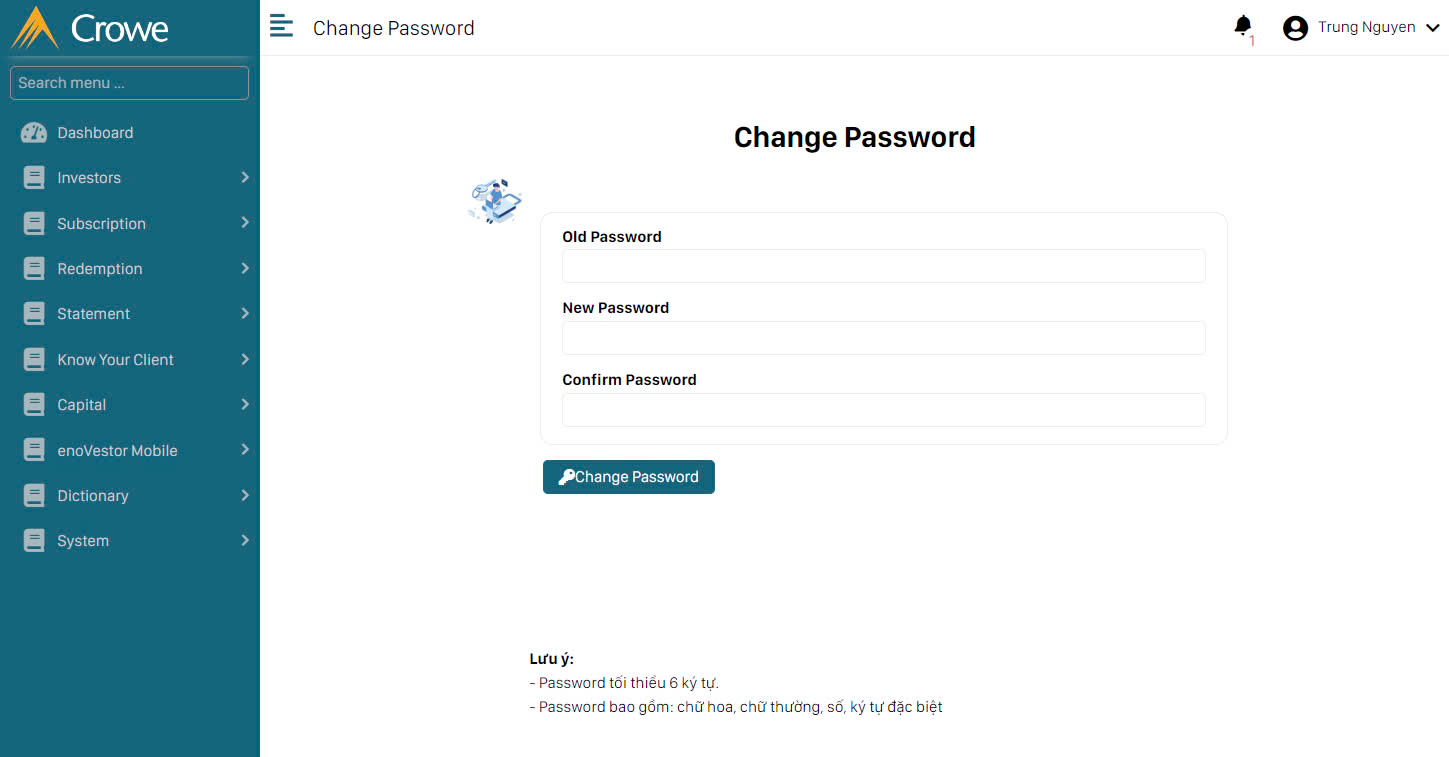 Crowe
Change Password
1
Trung Nguyen
Search menu ...
Dashboard
Investors
Subscription
Redemption
Statement
Know Your Client
Capital
enoVestor Mobile
Dictionary
System
Change Password
Old Password
New Password
Confirm Password
Change Password
Lưu ý:
- Password tối thiểu 6 ký tự.
- Password bao gồm: chữ hoa, chữ thường, số, ký tự đặc biệt